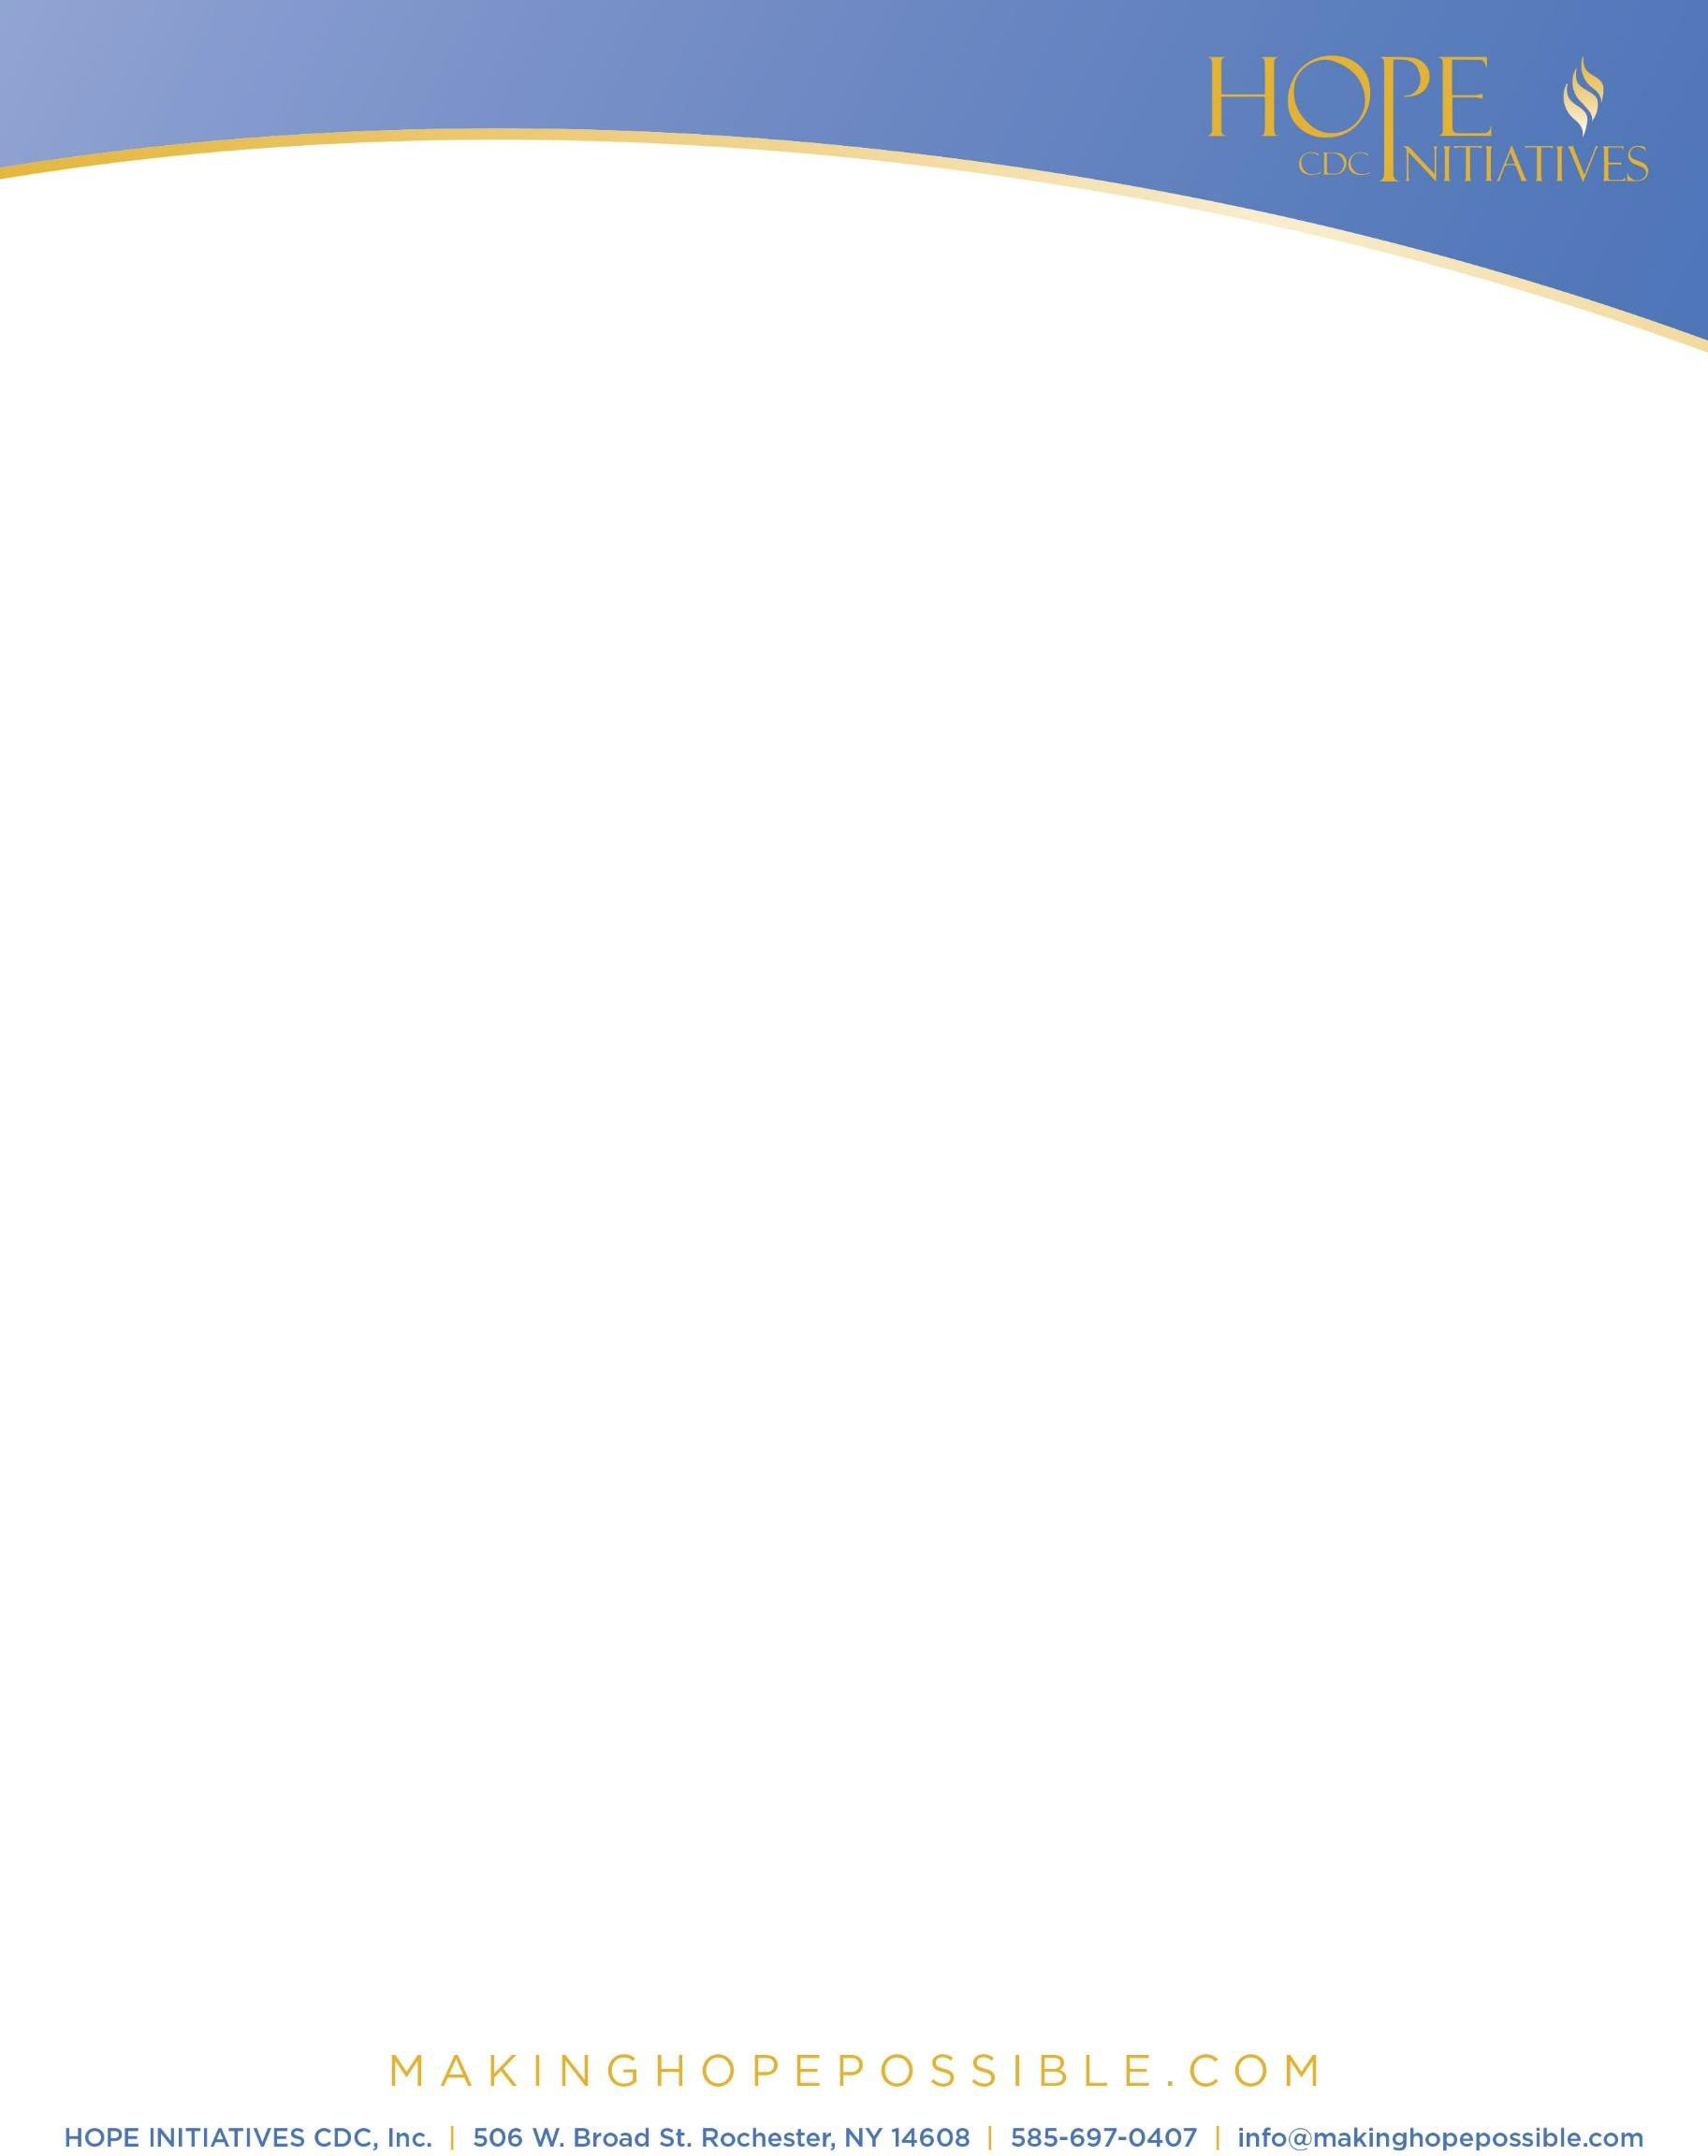 HOPE
CDC INITIATIVES
MAKINGHOPEPOSSIBLE.COM
HOPE INITIATIVES CDC, Inc. | 506 W. Broad St. Rochester, NY 14608 | 585-697-0407 | info@makinghopepossible.com